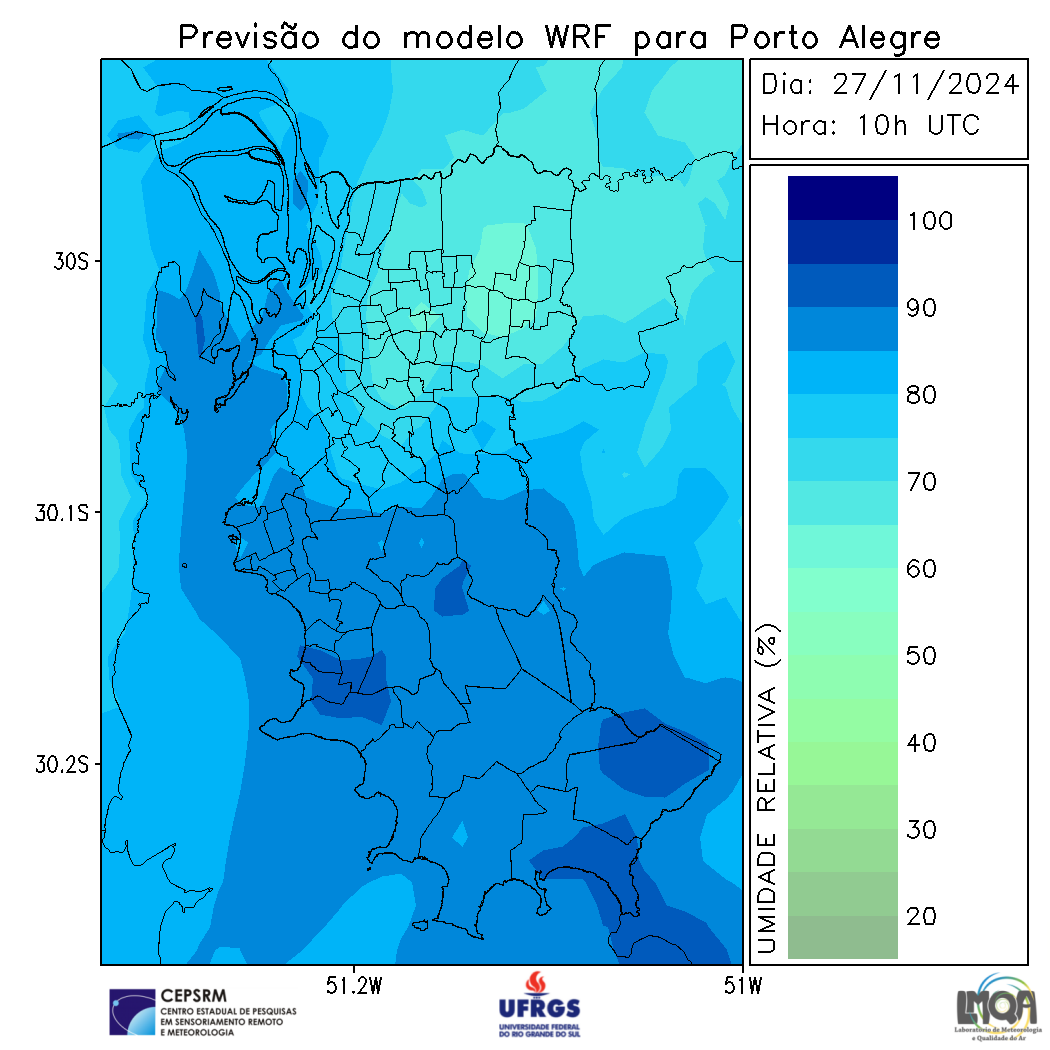 Previsão do modelo WRF para Porto Alegre
Dia: 27/11/2024
Hora: 10h UTC
30S
30.1S
30.2S
51.2W
51W
UMIDADE RELATIVA (%)
100
90
80
70
60
50
40
30
20
CEPSRM
CENTRO ESTADUAL DE PESQUISAS
EM SENSORIAMENTO REMOTO
E METEOROLOGIA
UFRGS
UNIVERSIDADE FEDERAL
DO RIO GRANDE DO SUL
LMQA
Laboratório de Meteorologia
e Qualidade do Ar